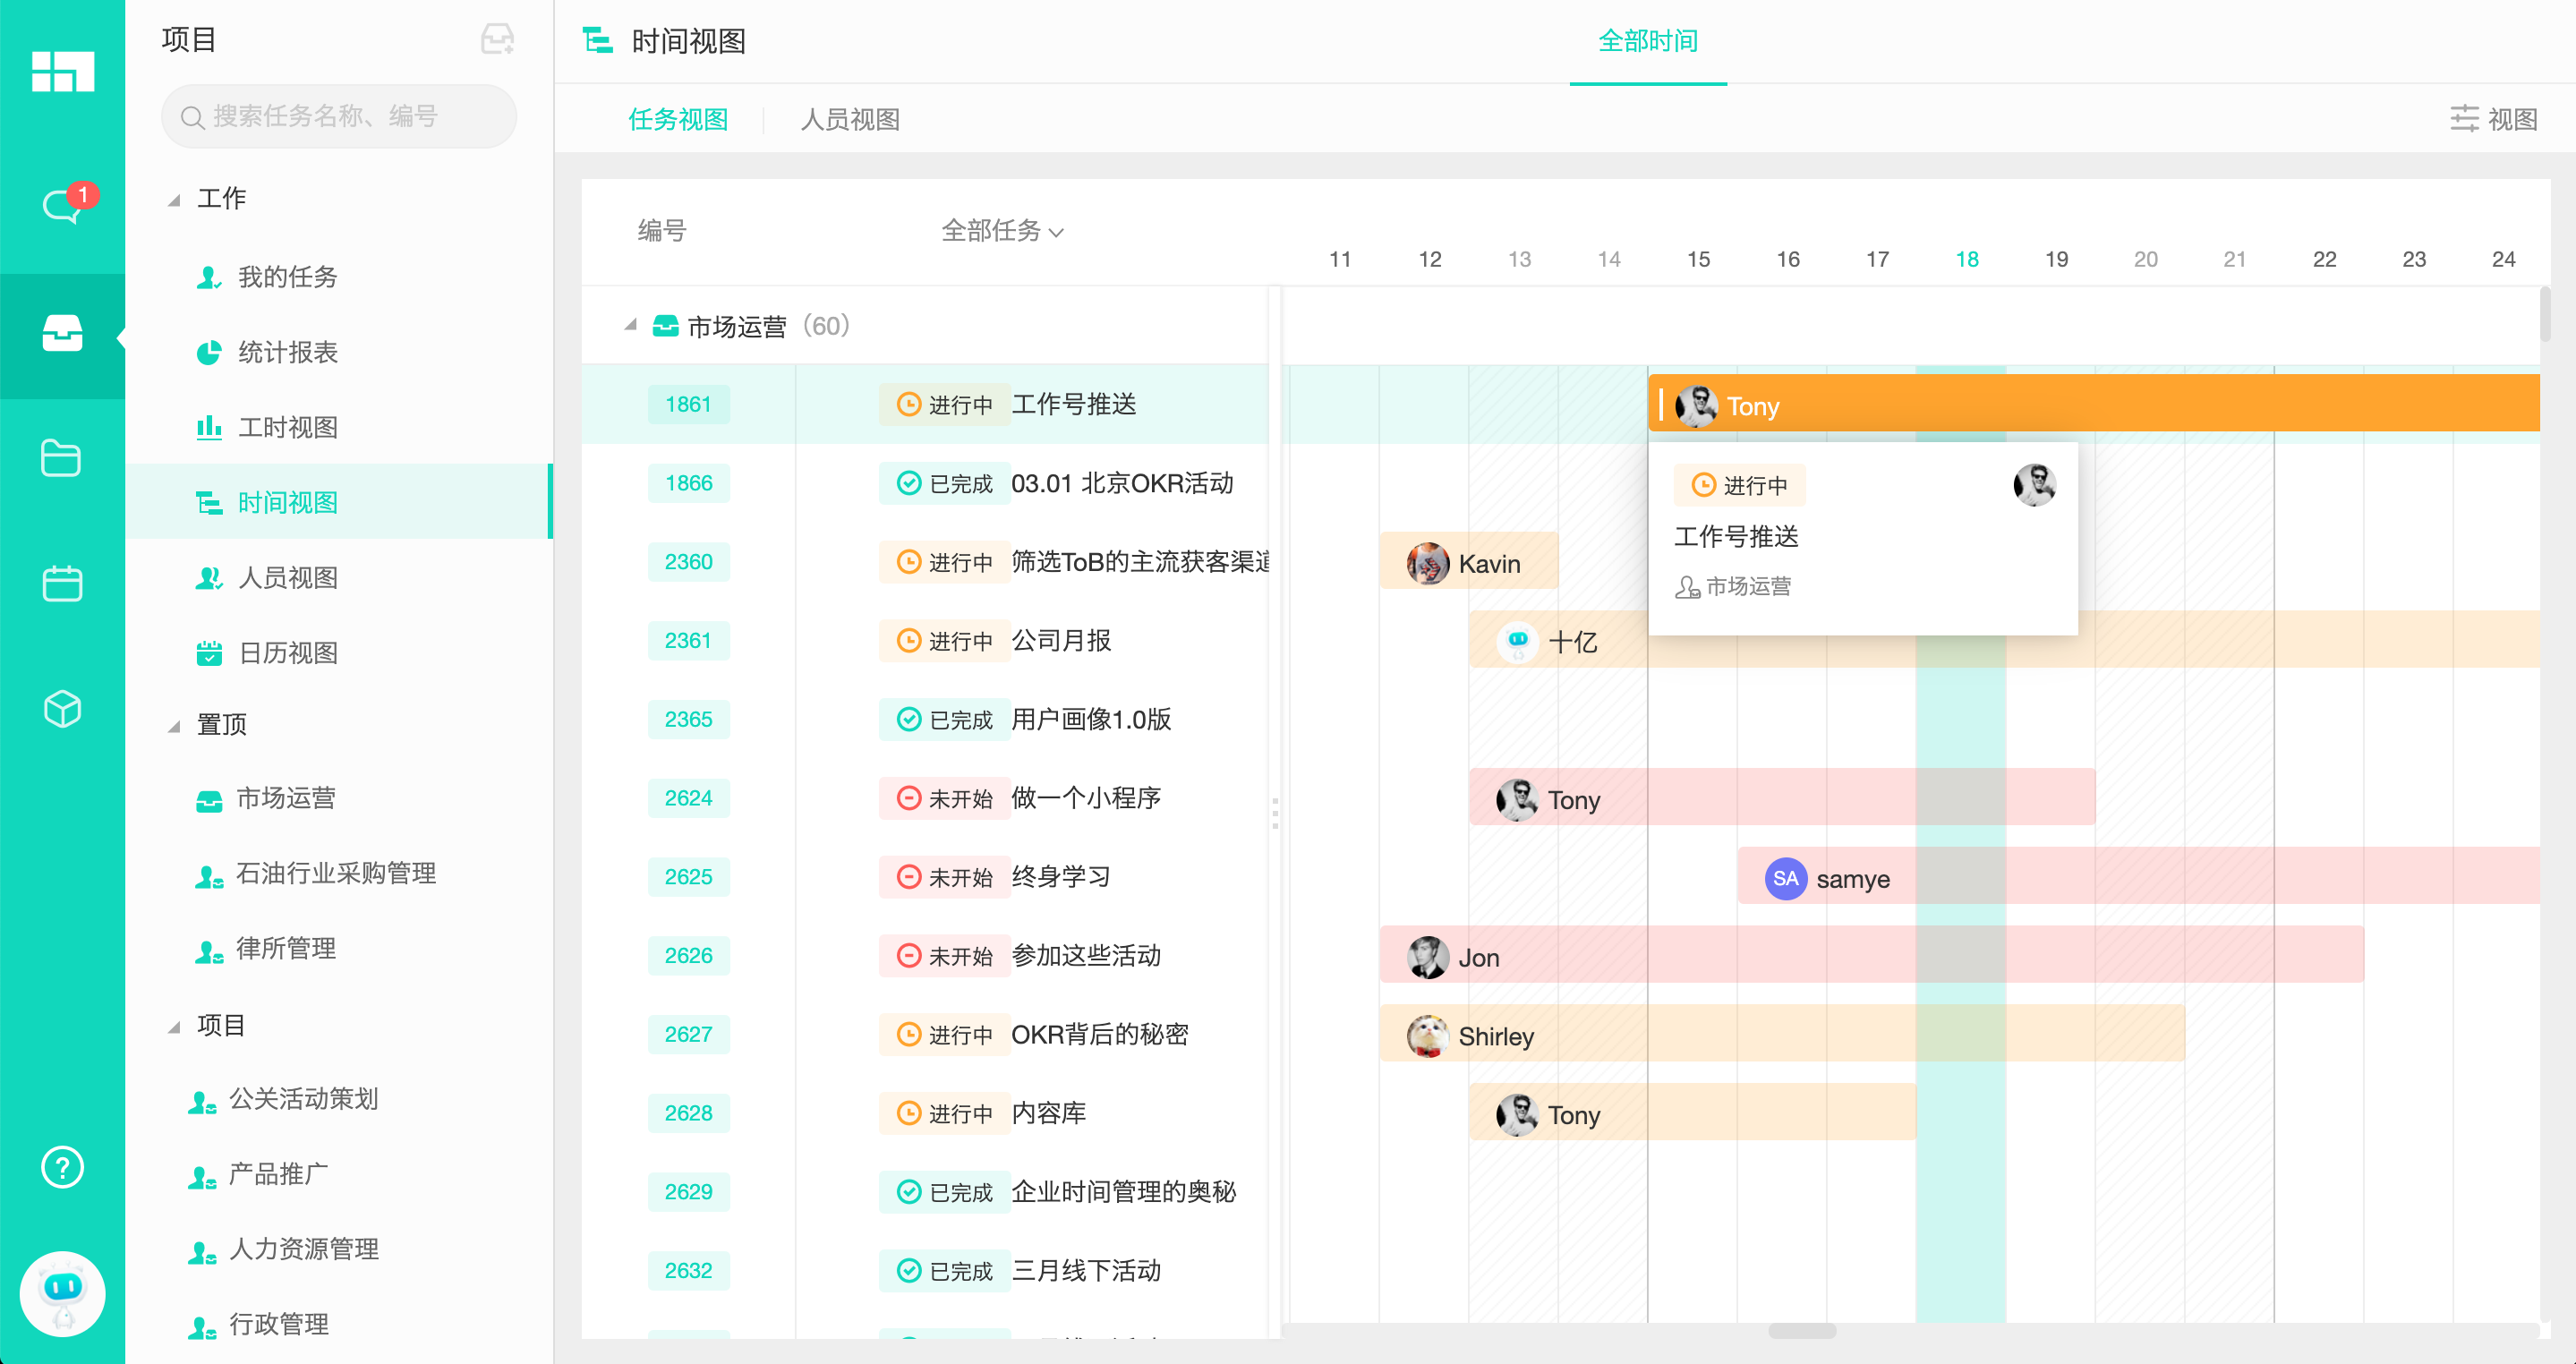 项目
搜索任务名称、编号
1
工作
我的任务
统计报表
工时视图
时间视图
人员视图
日历视图
置顶
市场运营
石油行业采购管理
律所管理
项目
公关活动策划
产品推广
人力资源管理
行政管理
?
时间视图
全部时间
任务视图
人员视图
视图
编号 全部任务
11 12 13 14 15 16 17 18 19 20 21 22 23 24
市场运营（60）
1861 进行中 工作号推送 Tony
1866 已完成 03.01 北京OKR活动
进行中
工作号推送
市场运营
2360 进行中 筛选ToB的主流获客渠道 Kavin
2361 进行中 公司月报 十亿
2365 已完成 用户画像1.0版
2624 未开始 做一个小程序 Tony
2625 未开始 终身学习 SA samye
2626 未开始 参加这些活动 Jon
2627 进行中 OKR背后的秘密 Shirley
2628 进行中 内容库 Tony
2629 已完成 企业时间管理的奥秘
2632 已完成 三月线下活动